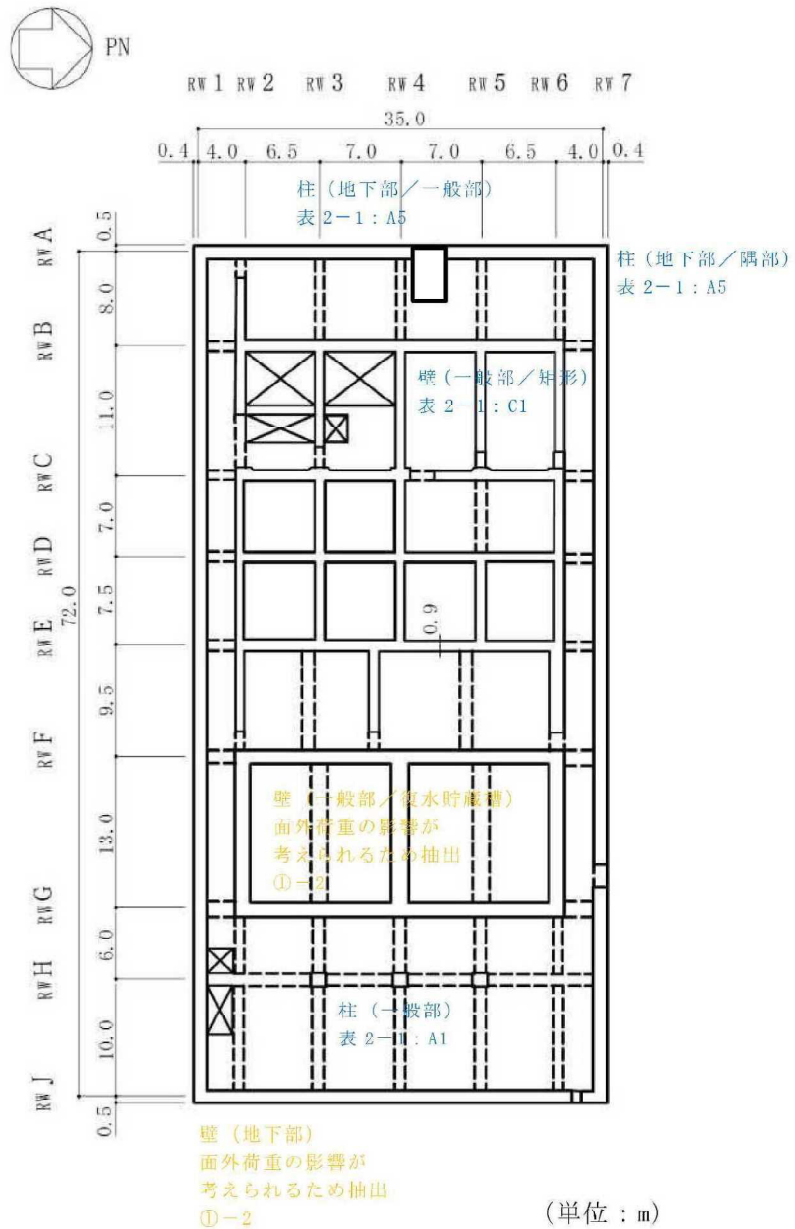 PN
RW 1 RW 2 RW 3 RW 4 RW 5 RW 6 RW 7
35.0
0.4 4.0 6.5 7.0 7.0 6.5 4.0 0.4
柱（地下部／一般部）
表 2－1：A5
柱（地下部／隅部）
表 2－1：A5
壁（一般部／矩形）
表 2－1：C1
RW A
RW B
RW C
RW D
RW E
RW F
RW G
RW H
RW J
0.5
8.0
11.0
7.0
7.5
9.5
13.0
6.0
10.0
0.5
72.0
0.9
壁（一般部／復水貯蔵槽）
面外荷重の影響が
考えられるため抽出
①－2
柱（一般部）
表 2－1：A1
壁（地下部）
面外荷重の影響が
考えられるため抽出
①－2
（単位：m）